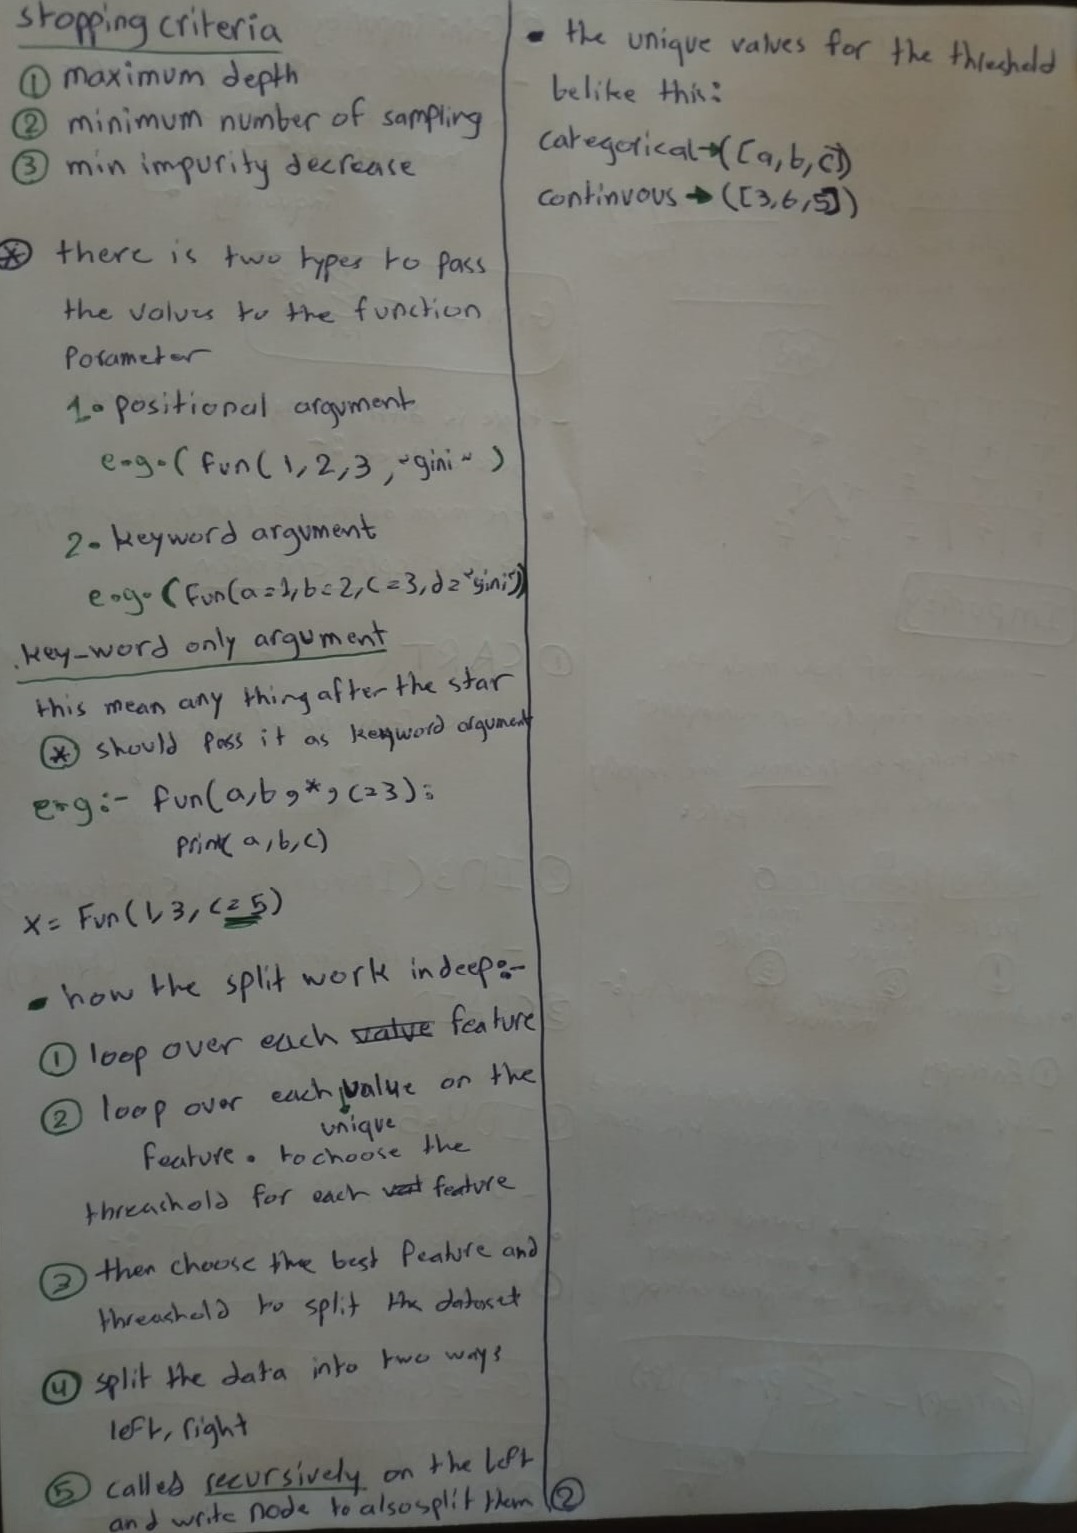 stopping criteria
① maximum depth
② minimum number of sampling
③ min impurity decrease
⊛ there is two types to pass
the values to the function
Parameter
1• positional argument
e•g•( fun( 1,2,3 ,"gini" )
2• keyword argument
e•g• (Fun(a=1,b=2,c=3,d="gini"))
key-word only argument
this mean any thing after the star
⊛ should pass it as keyword argument
e•g:- fun(a,b,*,c=3):
print( a,b,c)
x= Fun(1,3,c=5)
• how the split work indeep:-
① loop over each value feature
② loop over each value on the
unique
feature. to choose the
threashold for each feature
③ then choose the best feature and
threashold to split the dataset
④ split the data into two ways
left, right
⑤ called recursively on the left
and write node to also split them
②
• the unique values for the threshold
belike this:
categorical→([a,b,c])
continuous → ([3,6,5])